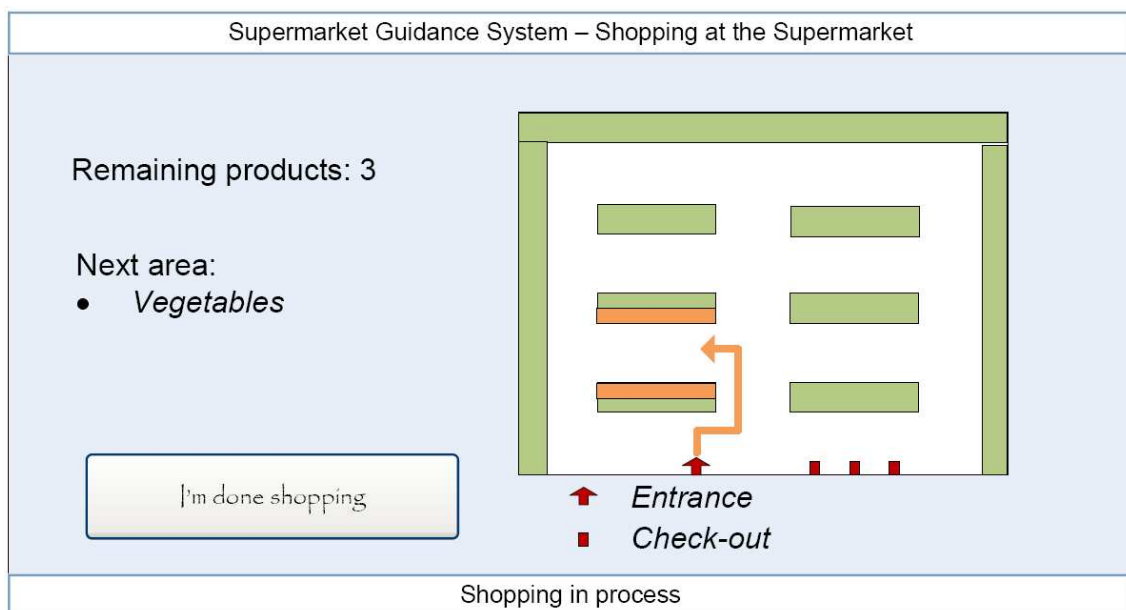 Supermarket Guidance System – Shopping at the Supermarket
Remaining products: 3
Next area:
• Vegetables
I'm done shopping
Entrance
Check-out
Shopping in process